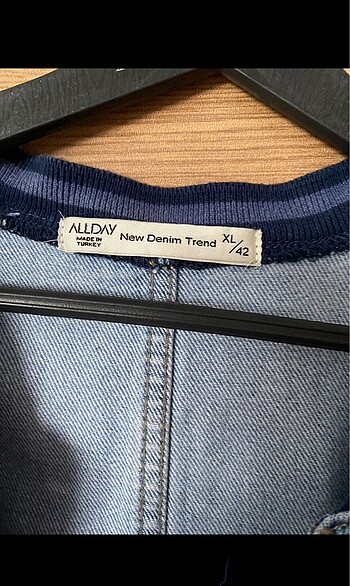 ALLDAY
MADE IN
TURKEY
New Denim Trend
XL/42